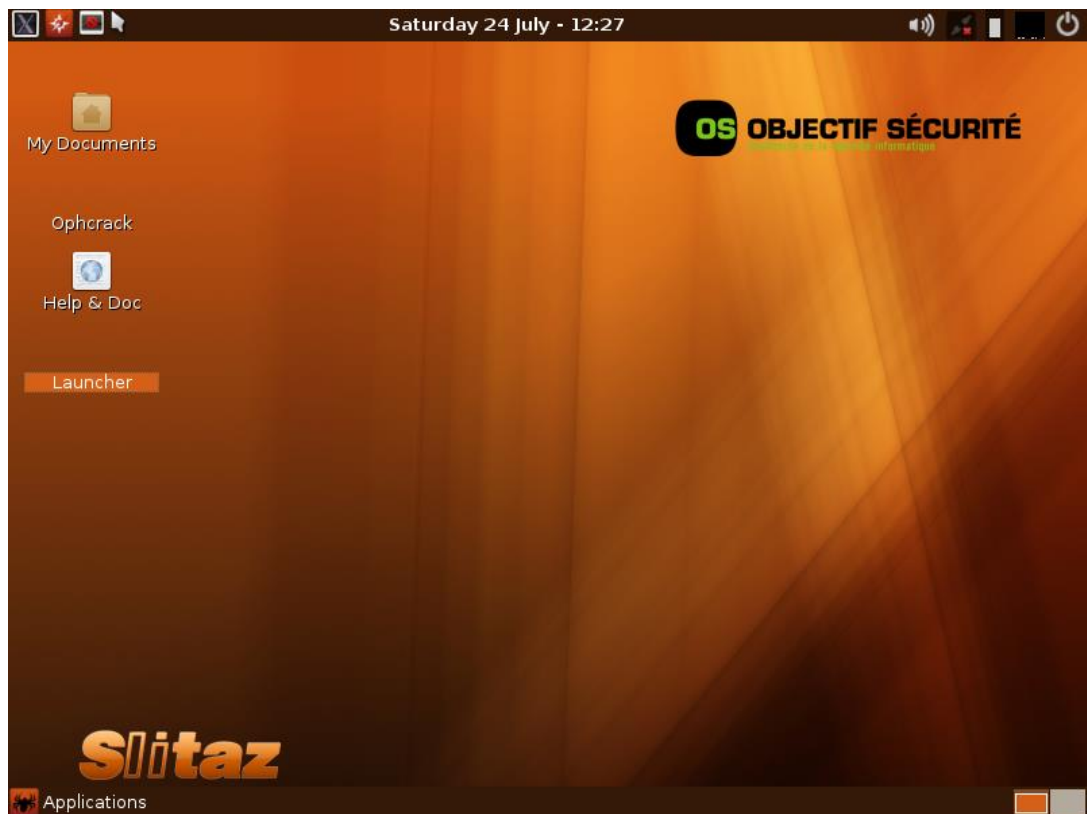 Saturday 24 July - 12:27
My Documents
OS OBJECTIF SÉCURITÉ
Ophcrack
Help & Doc
Launcher
Slitaz
Applications